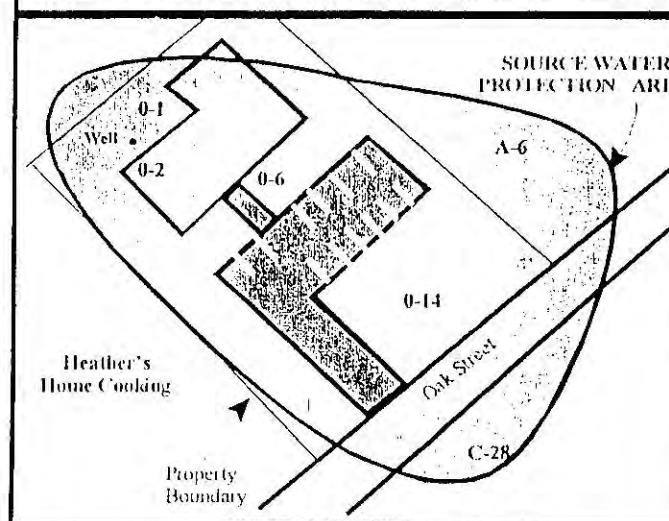 SOURCE WATER
PROTECTION ARE
0-1
Well
0-2
0-6
A-6
0-14
Heather's
Home Cooking
Oak Street
C-28
Property
Boundary